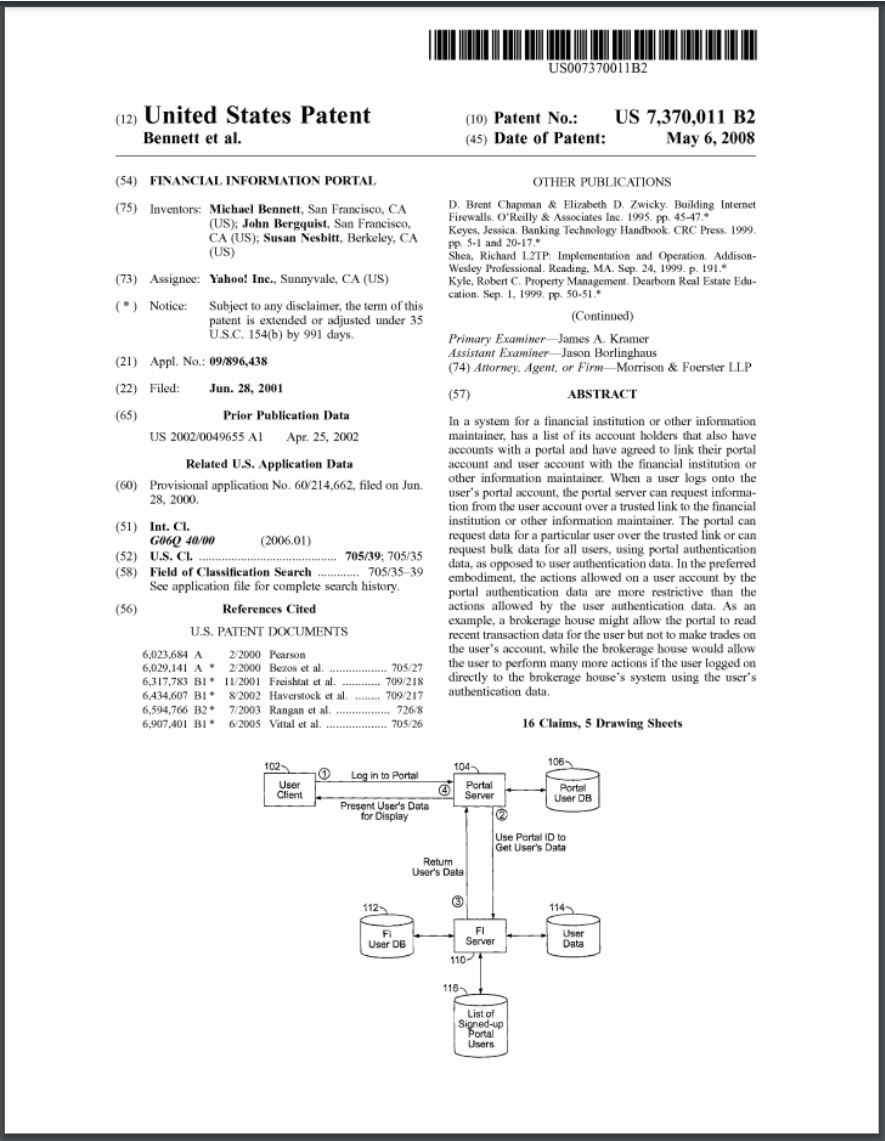 US007370011B2
(12) United States Patent
Bennett et al.
(10) Patent No.: US 7,370,011 B2
(45) Date of Patent: May 6, 2008
(54) FINANCIAL INFORMATION PORTAL
(75) Inventors: Michael Bennett, San Francisco, CA
(US); John Bergquist, San Francisco,
CA (US); Susan Nesbitt, Berkeley, CA
(US)
(73) Assignee: Yahoo! Inc., Sunnyvale, CA (US)
( * ) Notice: Subject to any disclaimer, the term of this
patent is extended or adjusted under 35
U.S.C. 154(b) by 991 days.
(21) Appl. No.: 09/896,438
(22) Filed: Jun. 28, 2001
(65) Prior Publication Data
US 2002/0049655 A1 Apr. 25, 2002
Related U.S. Application Data
(60) Provisional application No. 60/214,662, filed on Jun.
28, 2000.
(51) Int. Cl.
G06Q 40/00 (2006.01)
(52) U.S. Cl. ........................................ 705/39; 705/35
(58) Field of Classification Search ............. 705/35–39
See application file for complete search history.
(56) References Cited
U.S. PATENT DOCUMENTS
6,023,684 A 2/2000 Pearson
6,029,141 A * 2/2000 Bezos et al. .................. 705/27
6,317,783 B1 * 11/2001 Freishtat et al. ............ 709/218
6,434,607 B1 * 8/2002 Haverstock et al. ........ 709/217
6,594,766 B2 * 7/2003 Rangan et al. ................. 726/8
6,907,401 B1 * 6/2005 Vittal et al. ................... 705/26
OTHER PUBLICATIONS
D. Brent Chapman & Elizabeth D. Zwicky. Building Internet
Firewalls. O'Reilly & Associates Inc. 1995. pp. 45-47.*
Keyes, Jessica. Banking Technology Handbook. CRC Press. 1999.
pp. 5-1 and 20-17.*
Shea, Richard L2TP: Implementation and Operation. Addison-
Wesley Professional. Reading, MA. Sep. 24, 1999. p. 191.*
Kyle, Robert C. Property Management. Dearborn Real Estate Edu-
cation. Sep. 1, 1999. pp. 50-51.*
(Continued)
Primary Examiner—James A. Kramer
Assistant Examiner—Jason Borlinghaus
(74) Attorney, Agent, or Firm—Morrison & Foerster LLP
(57) ABSTRACT
In a system for a financial institution or other information
maintainer, has a list of its account holders that also have
accounts with a portal and have agreed to link their portal
account and user account with the financial institution or
other information maintainer. When a user logs onto the
user's portal account, the portal server can request informa-
tion from the user account over a trusted link to the financial
institution or other information maintainer. The portal can
request data for a particular user over the trusted link or can
request bulk data for all users, using portal authentication
data, as opposed to user authentication data. In the preferred
embodiment, the actions allowed on a user account by the
portal authentication data are more restrictive than the
actions allowed by the user authentication data. As an
example, a brokerage house might allow the portal to read
recent transaction data for the user but not to make trades on
the user's account, while the brokerage house would allow
the user to perform many more actions if the user logged on
directly to the brokerage house's system using the user's
authentication data.
16 Claims, 5 Drawing Sheets
102
User
Client
1
Log in to Portal
4
Present User's Data
for Display
104
Portal
Server
106
Portal
User DB
2
Use Portal ID to
Get User's Data
Return
User's Data
3
112
FI
User DB
FI
Server
110
114
User
Data
116
List of
Signed-up
Portal
Users